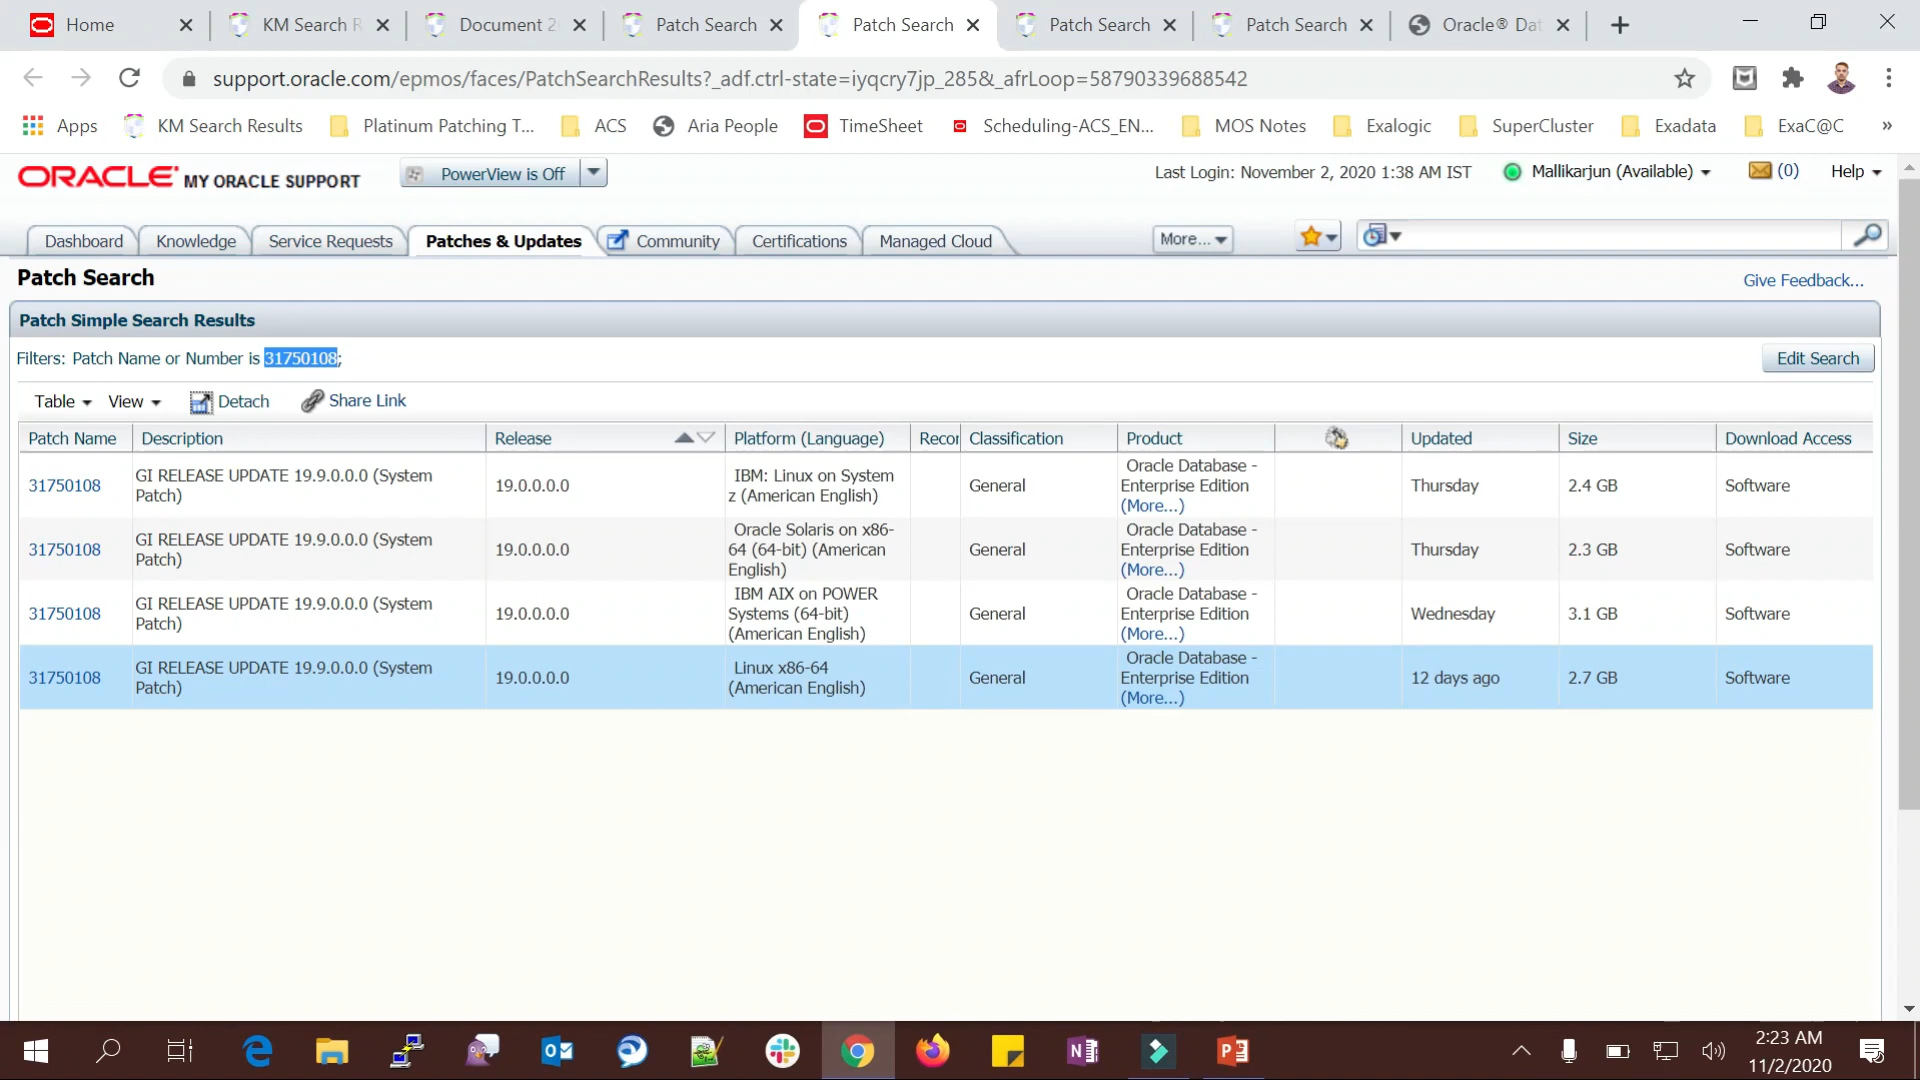 Home
KM Search R
Document 2
Patch Search
Patch Search
Patch Search
Patch Search
Oracle® Dat
support.oracle.com/epmos/faces/PatchSearchResults?_adf.ctrl-state=iyqcry7jp_285&_afrLoop=58790339688542
Apps
KM Search Results
Platinum Patching T...
ACS
Aria People
TimeSheet
Scheduling-ACS_EN...
MOS Notes
Exalogic
SuperCluster
Exadata
ExaC@C
»
ORACLE MY ORACLE SUPPORT
PowerView is Off
Last Login: November 2, 2020 1:38 AM IST
Mallikarjun (Available)
(0)
Help
Dashboard
Knowledge
Service Requests
Patches & Updates
Community
Certifications
Managed Cloud
More...
Patch Search
Give Feedback...
Patch Simple Search Results
Filters: Patch Name or Number is 31750108;
Edit Search
Table
View
Detach
Share Link
Patch Name
Description
Release
Platform (Language)
Recor
Classification
Product
Updated
Size
Download Access
31750108
GI RELEASE UPDATE 19.9.0.0.0 (System
Patch)
19.0.0.0.0
IBM: Linux on System
z (American English)
General
Oracle Database -
Enterprise Edition
(More...)
Thursday
2.4 GB
Software
31750108
GI RELEASE UPDATE 19.9.0.0.0 (System
Patch)
19.0.0.0.0
Oracle Solaris on x86-
64 (64-bit) (American
English)
General
Oracle Database -
Enterprise Edition
(More...)
Thursday
2.3 GB
Software
31750108
GI RELEASE UPDATE 19.9.0.0.0 (System
Patch)
19.0.0.0.0
IBM AIX on POWER
Systems (64-bit)
(American English)
General
Oracle Database -
Enterprise Edition
(More...)
Wednesday
3.1 GB
Software
31750108
GI RELEASE UPDATE 19.9.0.0.0 (System
Patch)
19.0.0.0.0
Linux x86-64
(American English)
General
Oracle Database -
Enterprise Edition
(More...)
12 days ago
2.7 GB
Software
2:23 AM
11/2/2020